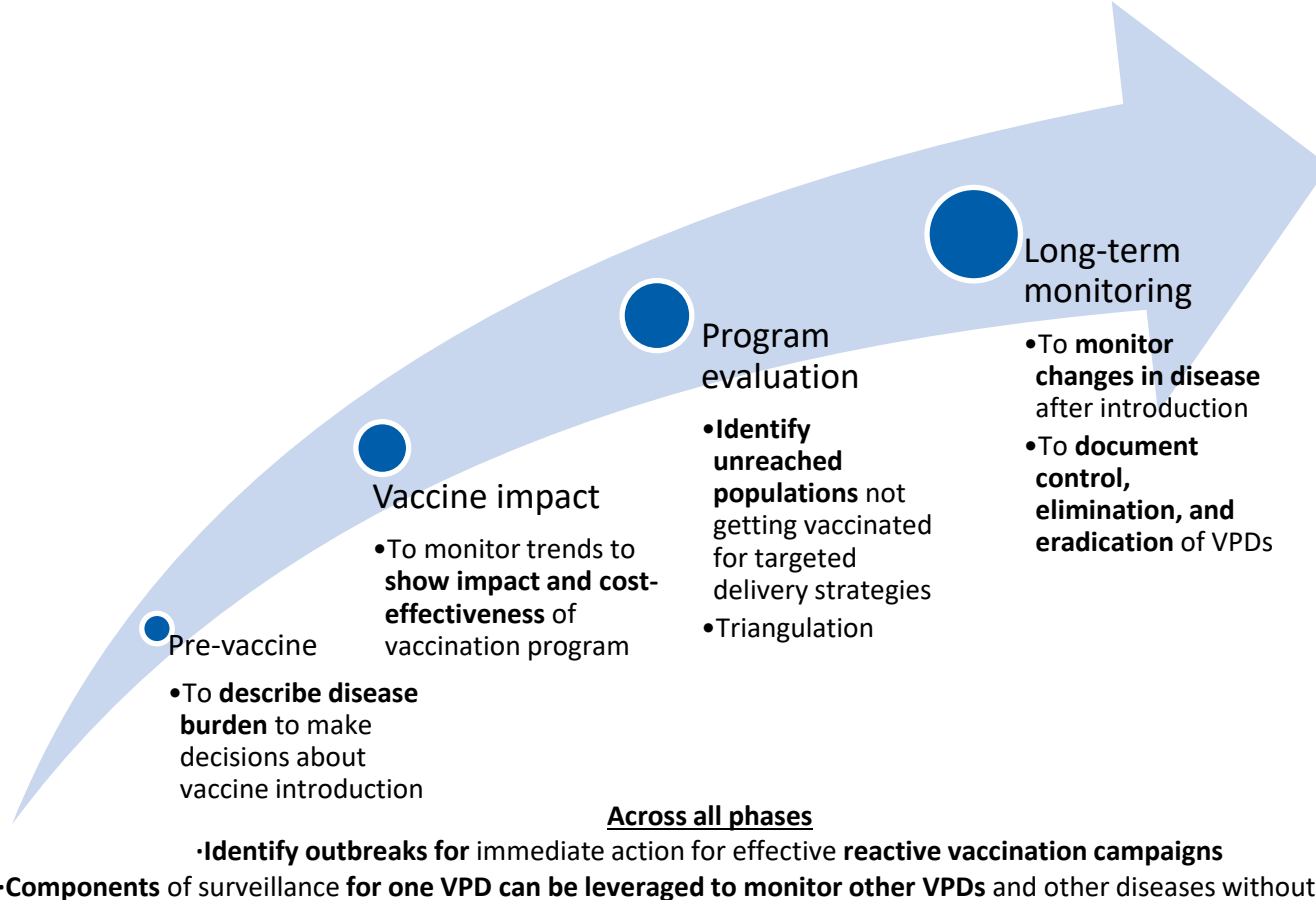 Pre-vaccine
•To describe disease
burden to make
decisions about
vaccine introduction
Vaccine impact
•To monitor trends to
show impact and cost-
effectiveness of
vaccination program
Program
evaluation
•Identify
unreached
populations not
getting vaccinated
for targeted
delivery strategies
•Triangulation
Long-term
monitoring
•To monitor
changes in disease
after introduction
•To document
control,
elimination, and
eradication of VPDs
Across all phases
·Identify outbreaks for immediate action for effective reactive vaccination campaigns
·Components of surveillance for one VPD can be leveraged to monitor other VPDs and other diseases without